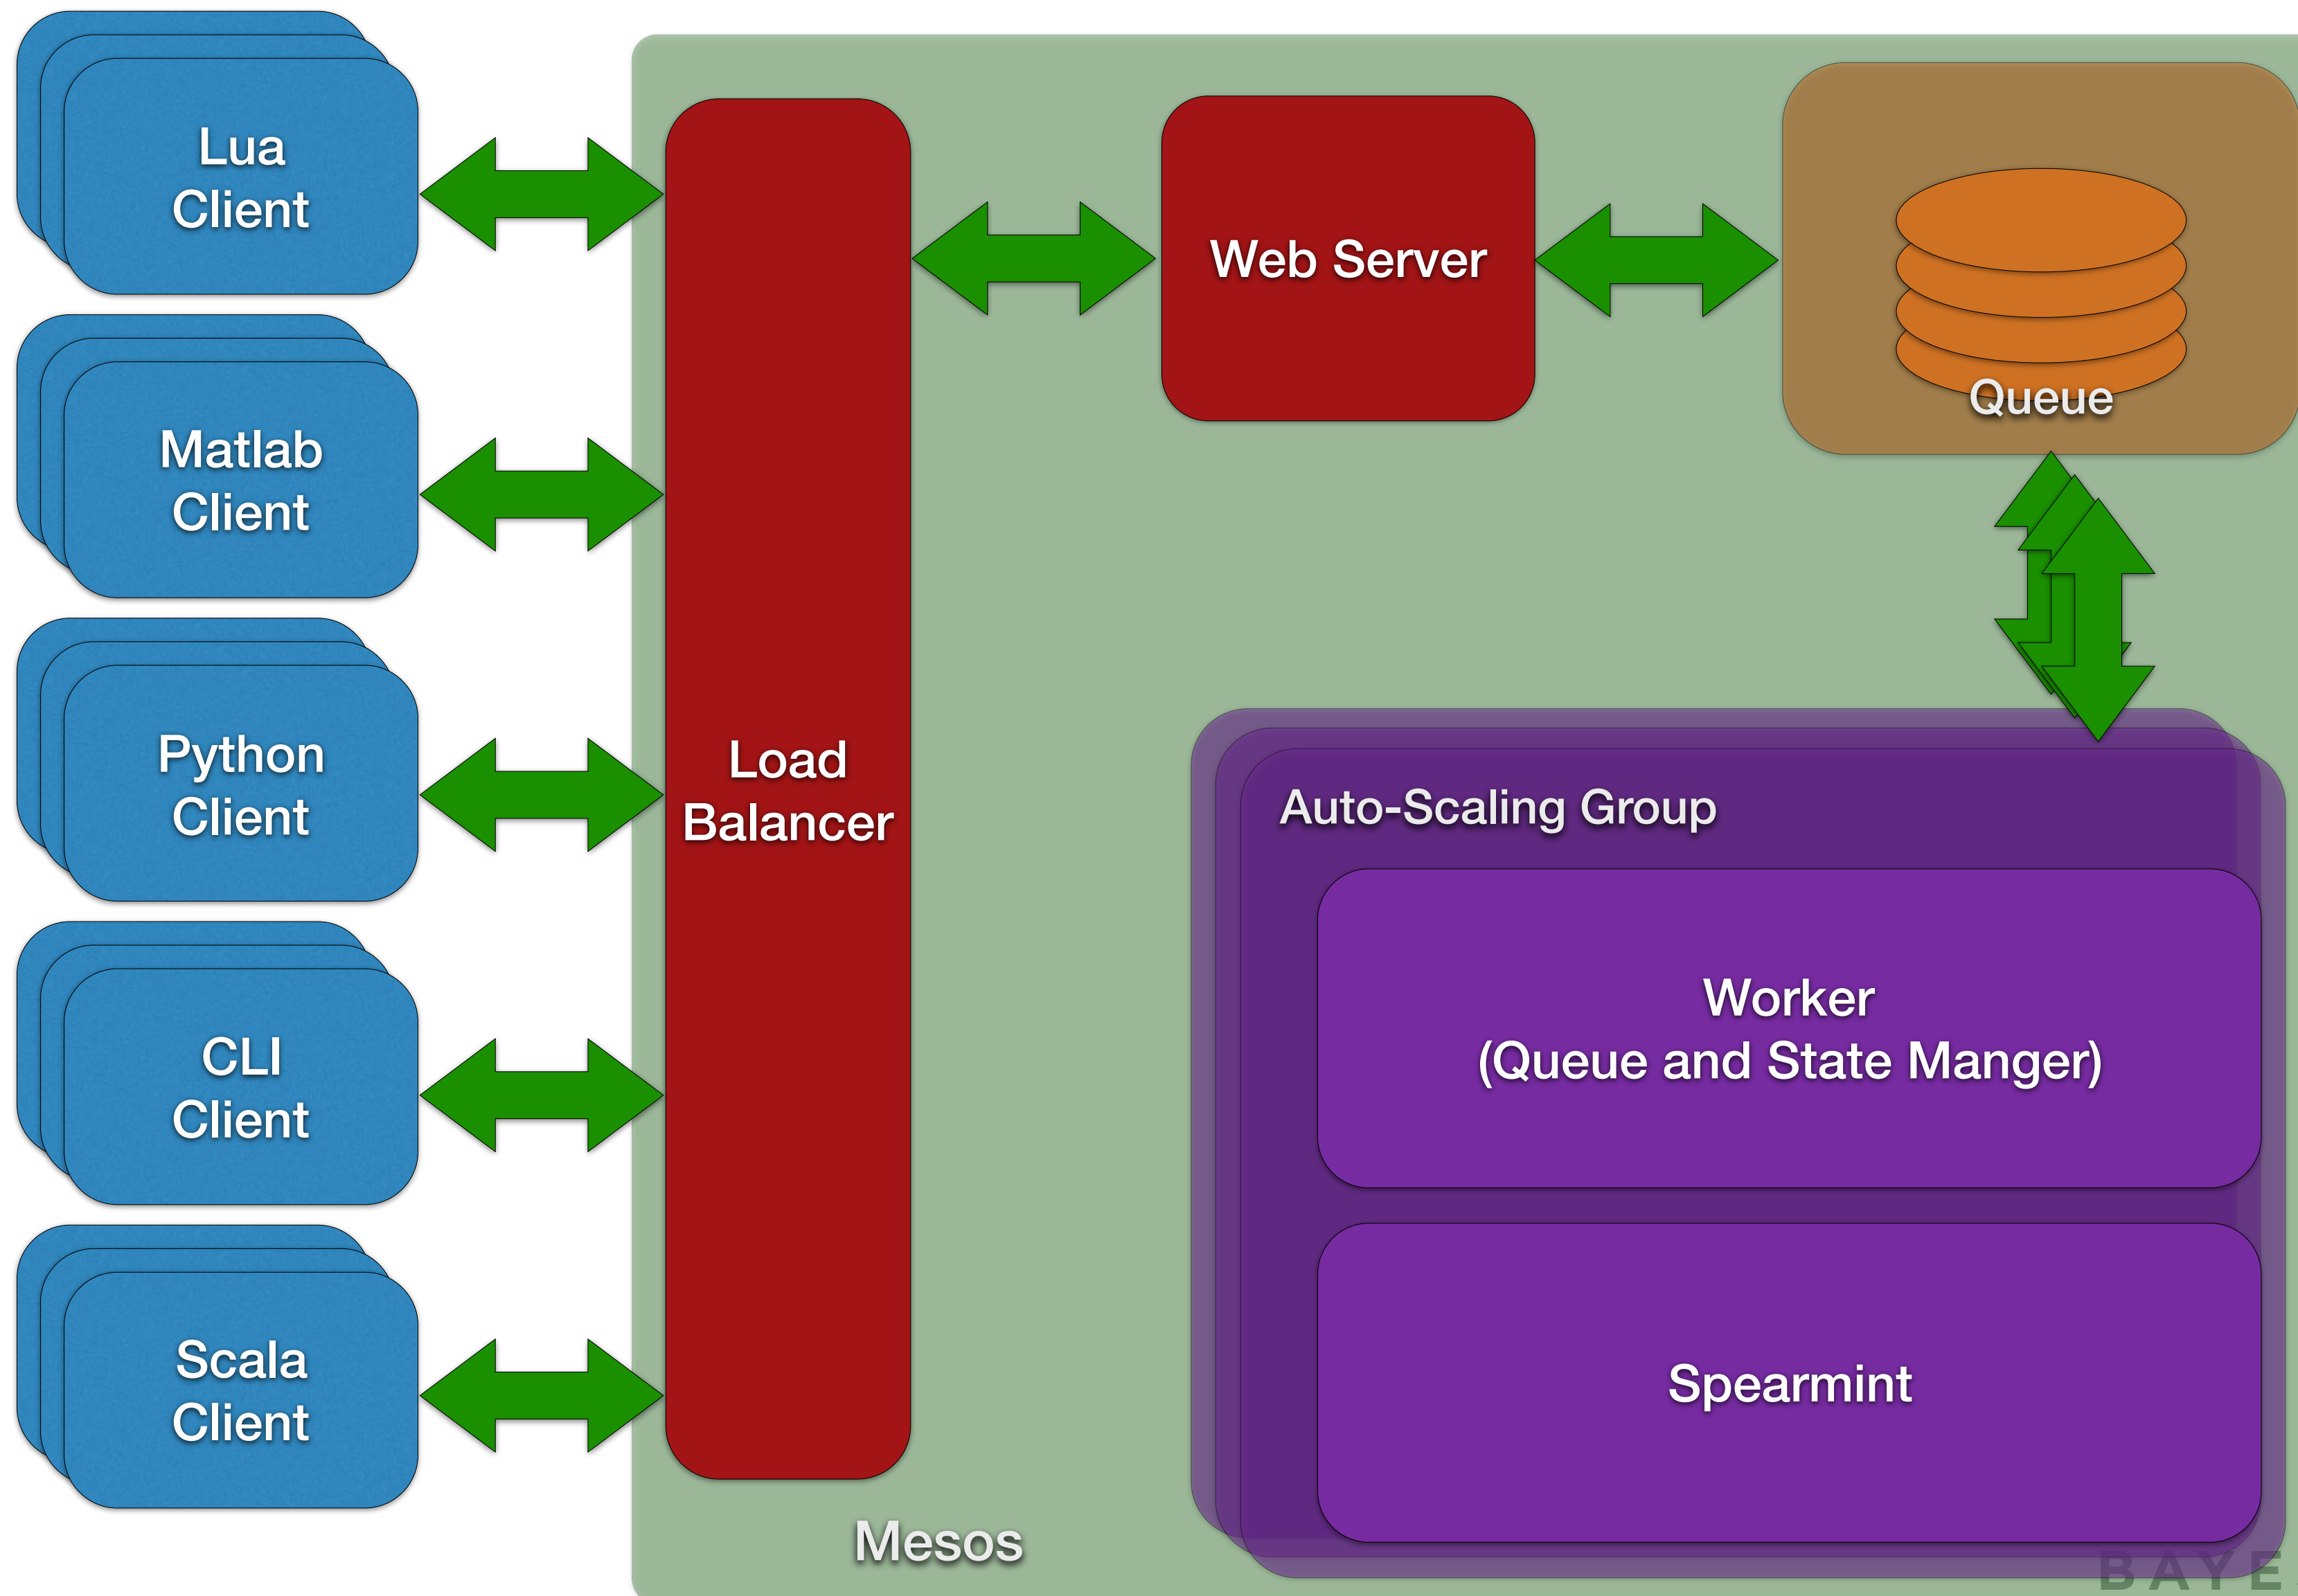 Lua
Client
Matlab
Client
Python
Client
CLI
Client
Scala
Client
Load
Balancer
Web Server
Queue
Auto-Scaling Group
Worker
(Queue and State Manger)
Spearmint
Mesos
BAYE